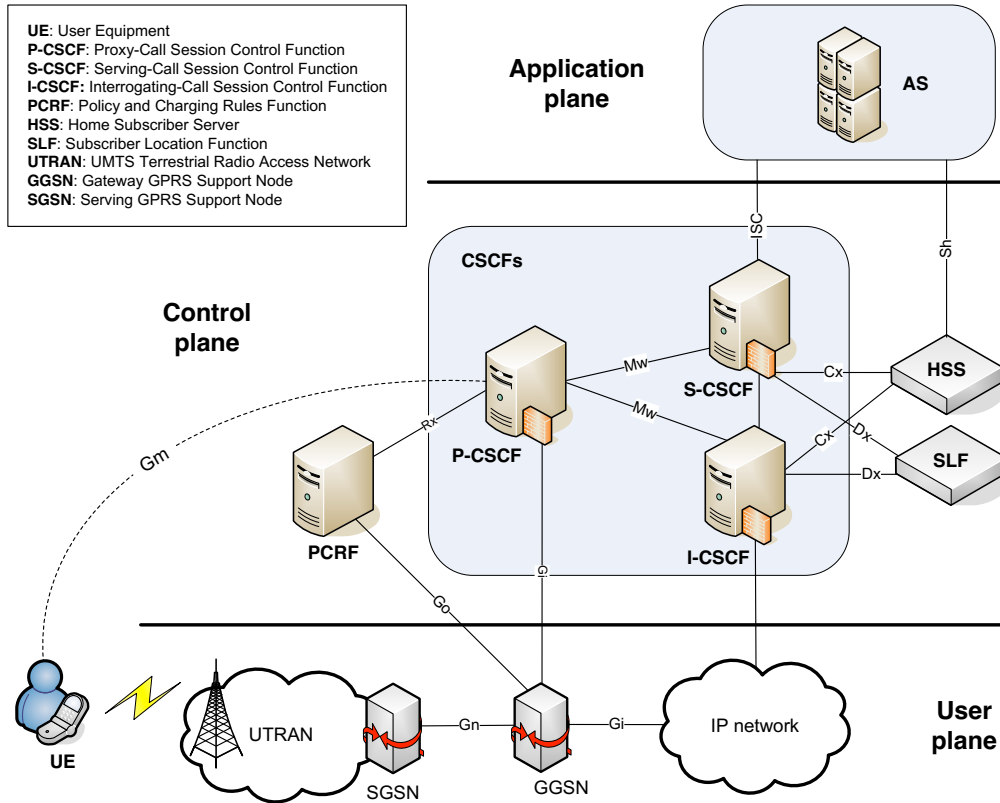 UE: User Equipment
P-CSCF: Proxy-Call Session Control Function
S-CSCF: Serving-Call Session Control Function
I-CSCF: Interrogating-Call Session Control Function
PCRF: Policy and Charging Rules Function
HSS: Home Subscriber Server
SLF: Subscriber Location Function
UTRAN: UMTS Terrestrial Radio Access Network
GGSN: Gateway GPRS Support Node
SGSN: Serving GPRS Support Node
Application
plane
AS
ISC
Sh
CSCFs
Control
plane
Mw
Mw
S-CSCF
Cx
HSS
Rx
P-CSCF
Cx
Dx
SLF
Dx
Gm
PCRF
I-CSCF
Gi
Go
UE
UTRAN
SGSN
Gn
GGSN
Gi
IP network
User
plane